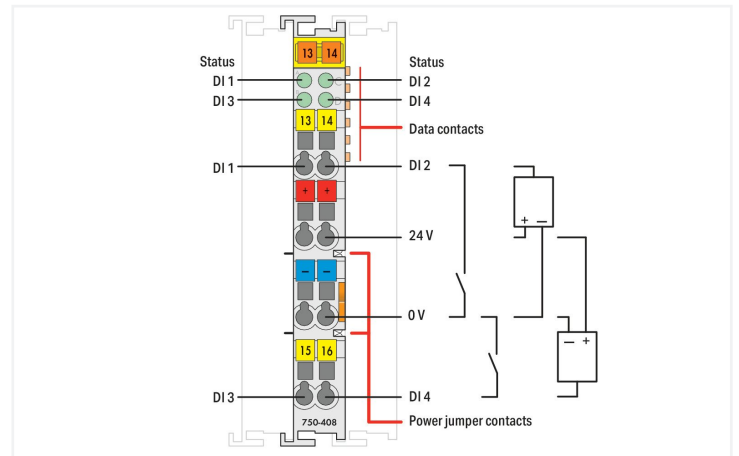 13 14
Status Status
DI 1 A C DI 2
DI 3 B D DI 4
13 14
Data contacts
DI 1 DI 2
+ + + –
24 V
– –
0 V
– +
15 16
DI 3 DI 4
750-408 Power jumper contacts